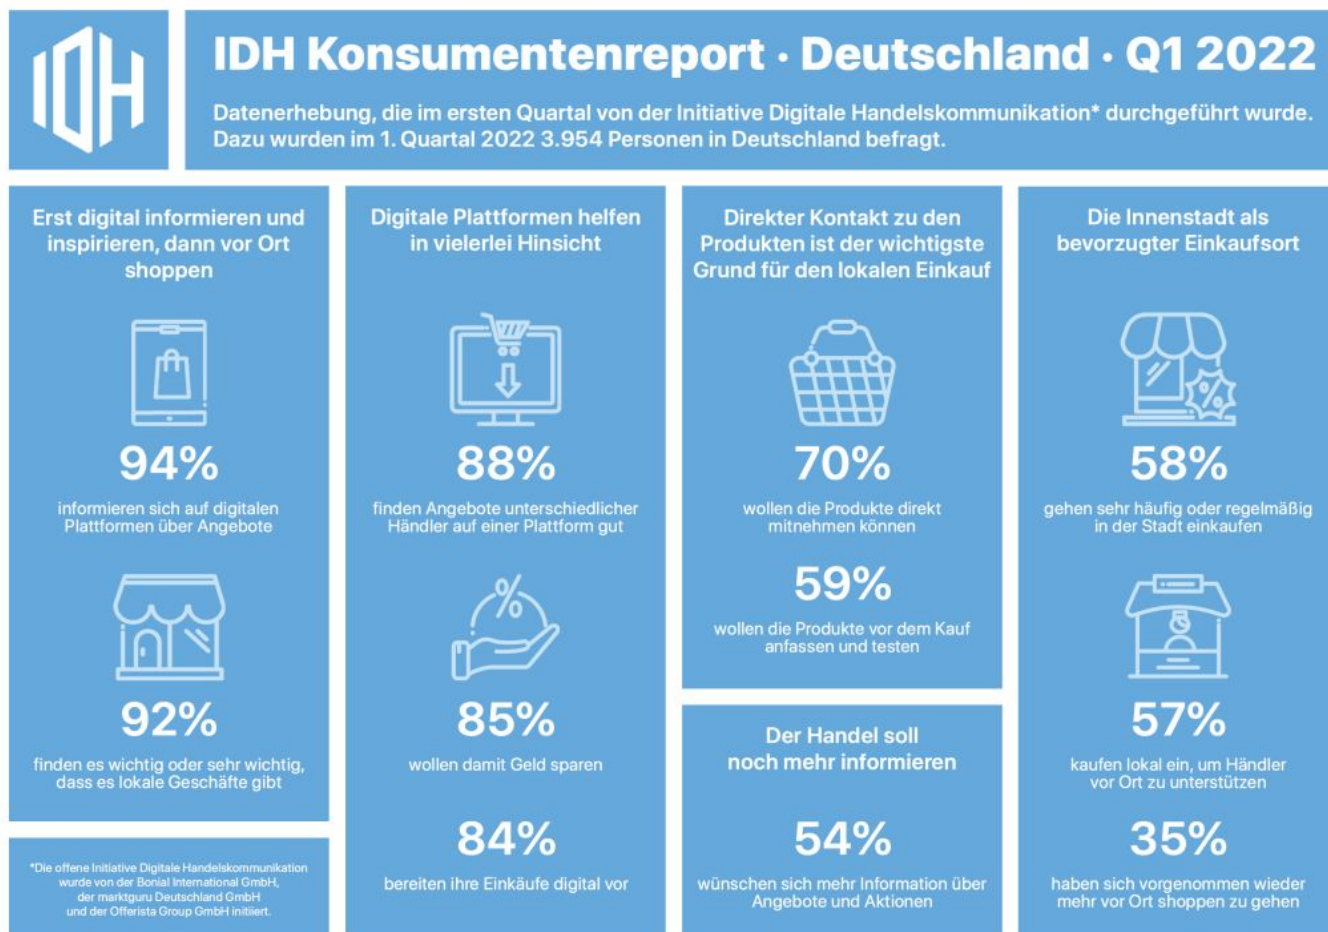 IDH
IDH Konsumentenreport · Deutschland · Q1 2022
Datenerhebung, die im ersten Quartal von der Initiative Digitale Handelskommunikation* durchgeführt wurde.
Dazu wurden im 1. Quartal 2022 3.954 Personen in Deutschland befragt.
Erst digital informieren und
inspirieren, dann vor Ort
shoppen
94%
informieren sich auf digitalen
Plattformen über Angebote
92%
finden es wichtig oder sehr wichtig,
dass es lokale Geschäfte gibt
*Die offene Initiative Digitale Handelskommunikation
wurde von der Bonial International GmbH,
der marktguru Deutschland GmbH
und der Offerista Group GmbH initiiert.
Digitale Plattformen helfen
in vielerlei Hinsicht
88%
finden Angebote unterschiedlicher
Händler auf einer Plattform gut
%
85%
wollen damit Geld sparen
84%
bereiten ihre Einkäufe digital vor
Direkter Kontakt zu den
Produkten ist der wichtigste
Grund für den lokalen Einkauf
70%
wollen die Produkte direkt
mitnehmen können
59%
wollen die Produkte vor dem Kauf
anfassen und testen
Der Handel soll
noch mehr informieren
54%
wünschen sich mehr Information über
Angebote und Aktionen
Die Innenstadt als
bevorzugter Einkaufsort
%
58%
gehen sehr häufig oder regelmäßig
in der Stadt einkaufen
57%
kaufen lokal ein, um Händler
vor Ort zu unterstützen
35%
haben sich vorgenommen wieder
mehr vor Ort shoppen zu gehen